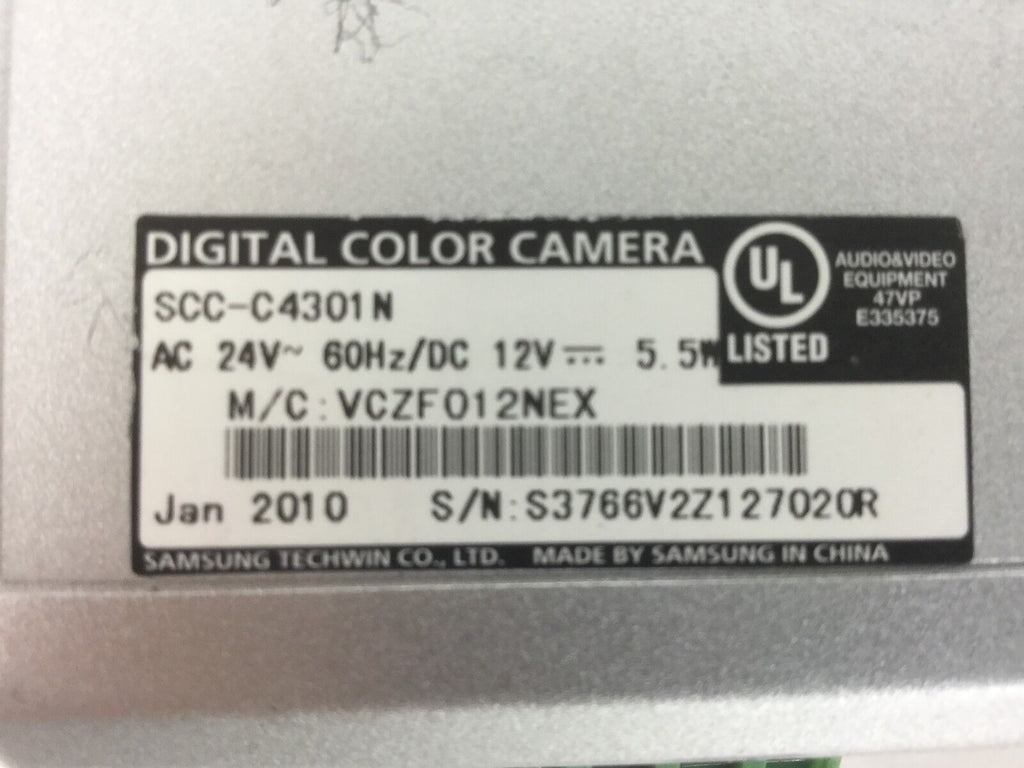 DIGITAL COLOR CAMERA
SCC-C4301N
AC 24V~ 60Hz/DC 12V⎓ 5.5W
UL
LISTED
AUDIO&VIDEO
EQUIPMENT
47VP
E335375
M/C:VCZF012NEX
Jan 2010 S/N:S3766V2Z127020R
SAMSUNG TECHWIN CO., LTD. MADE BY SAMSUNG IN CHINA